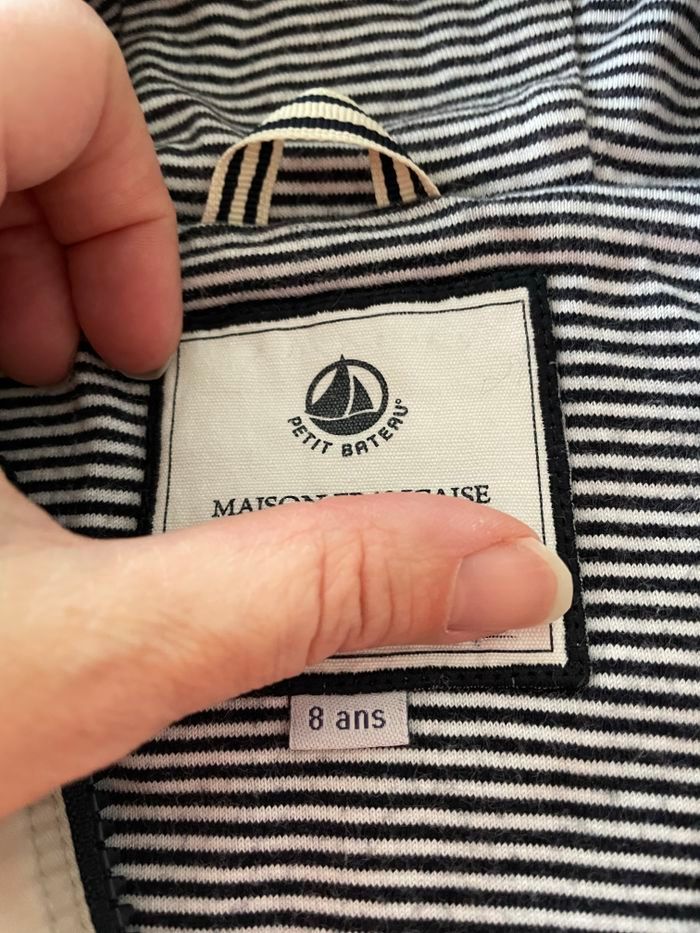 PETIT BATEAU
MAISON FRANÇAISE
8 ans